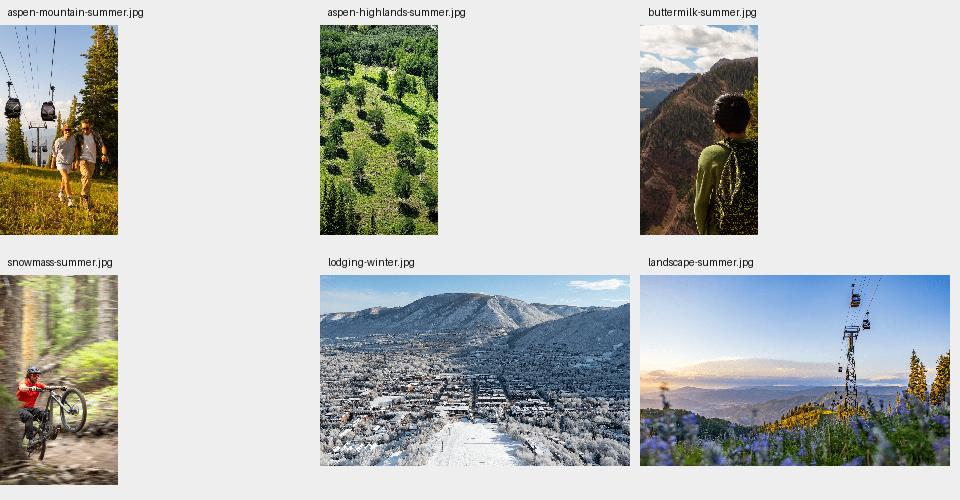 aspen-mountain-summer.jpg
aspen-highlands-summer.jpg
buttermilk-summer.jpg
snowmass-summer.jpg
lodging-winter.jpg
landscape-summer.jpg